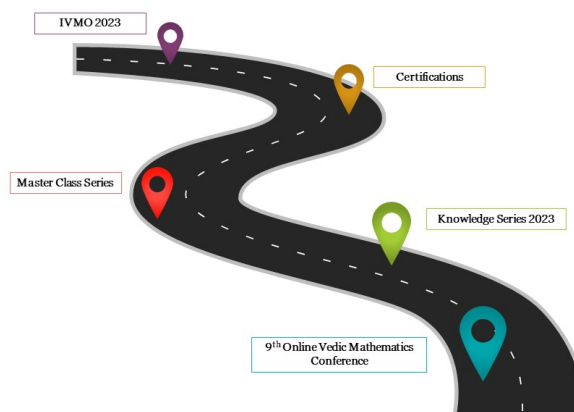 IVMO 2023
Certifications
Master Class Series
Knowledge Series 2023
9th Online Vedic Mathematics
Conference